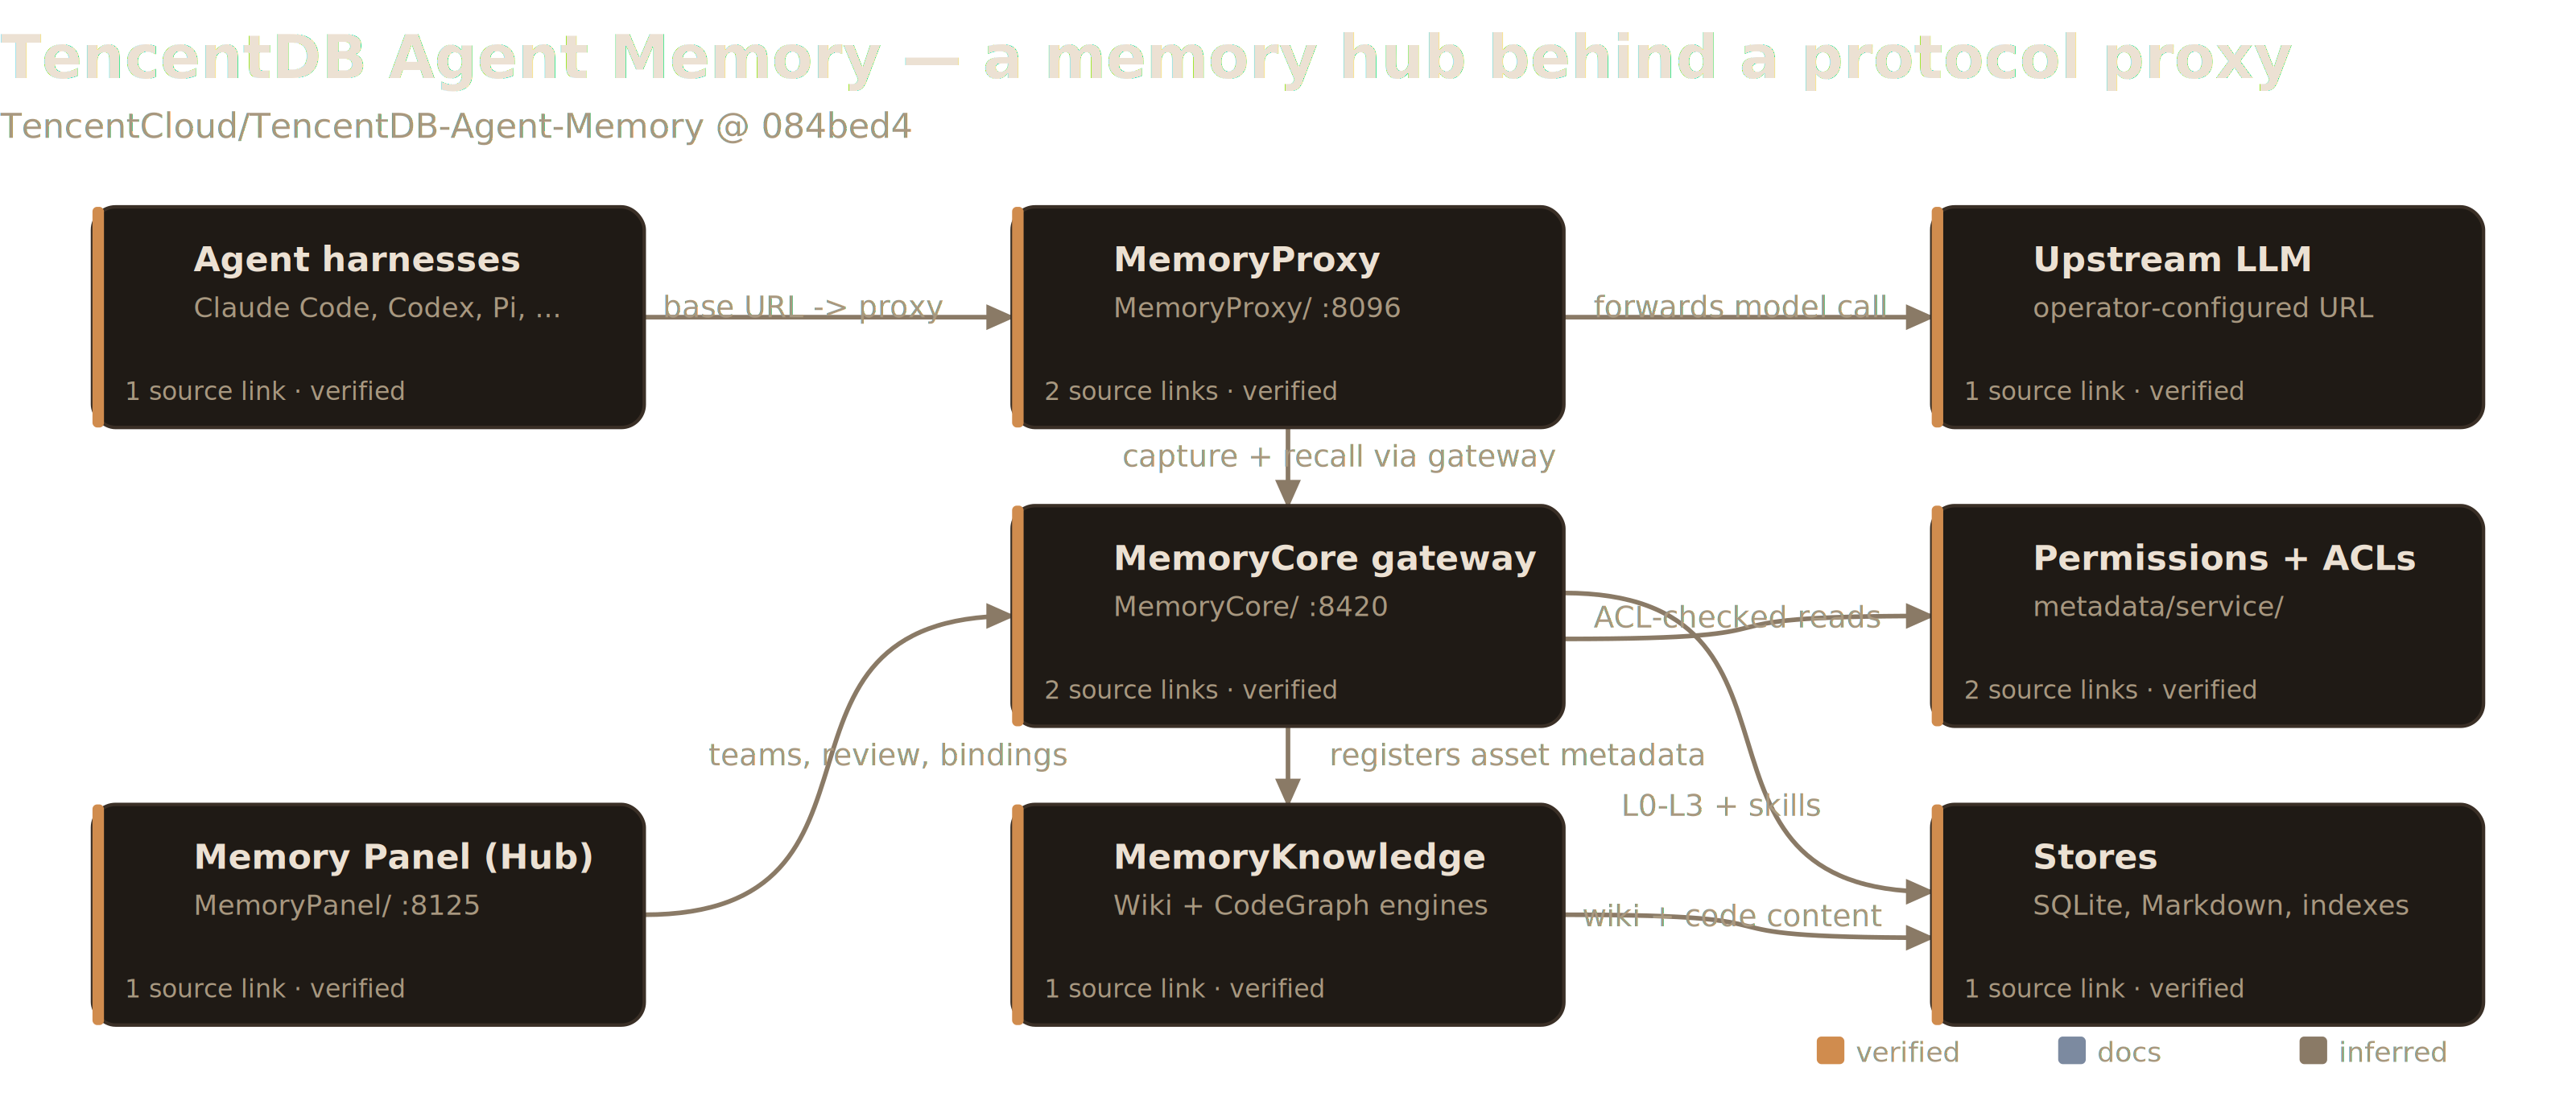 TencentDB Agent Memory — a memory hub behind a protocol proxy
TencentCloud/TencentDB-Agent-Memory @ 084bed4
Agent harnesses
Claude Code, Codex, Pi, ...
1 source link · verified
base URL -> proxy
MemoryProxy
MemoryProxy/ :8096
2 source links · verified
forwards model call
Upstream LLM
operator-configured URL
1 source link · verified
capture + recall via gateway
MemoryCore gateway
MemoryCore/ :8420
2 source links · verified
ACL-checked reads
Permissions + ACLs
metadata/service/
2 source links · verified
teams, review, bindings
registers asset metadata
L0-L3 + skills
Memory Panel (Hub)
MemoryPanel/ :8125
1 source link · verified
MemoryKnowledge
Wiki + CodeGraph engines
1 source link · verified
wiki + code content
Stores
SQLite, Markdown, indexes
1 source link · verified
verified
docs
inferred